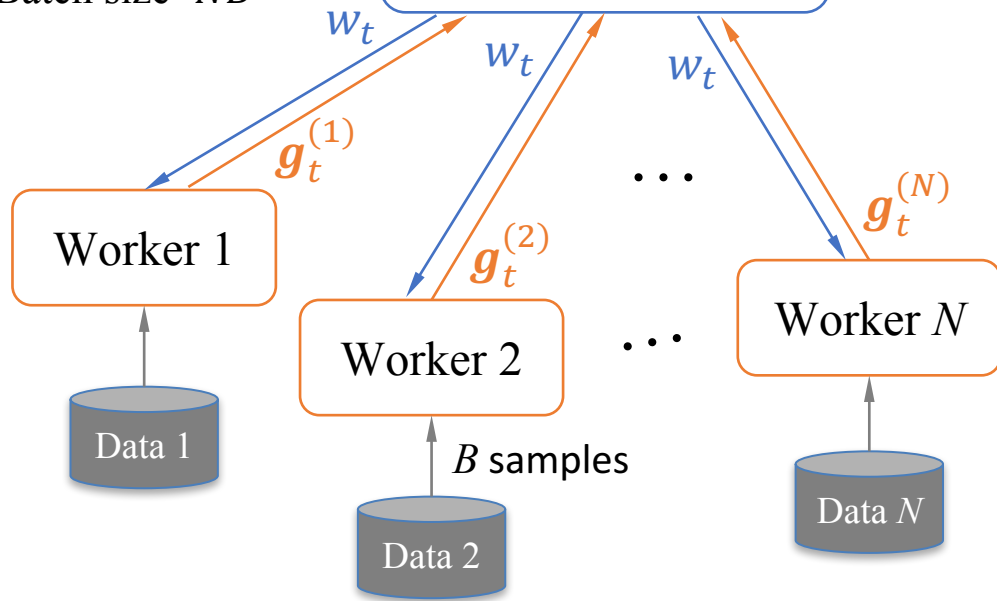 Batch size NB
w_t
w_t
w_t
g_t^{(1)}
g_t^{(2)}
g_t^{(N)}
...
Worker 1
Worker 2
Worker N
...
Data 1
B samples
Data 2
Data N